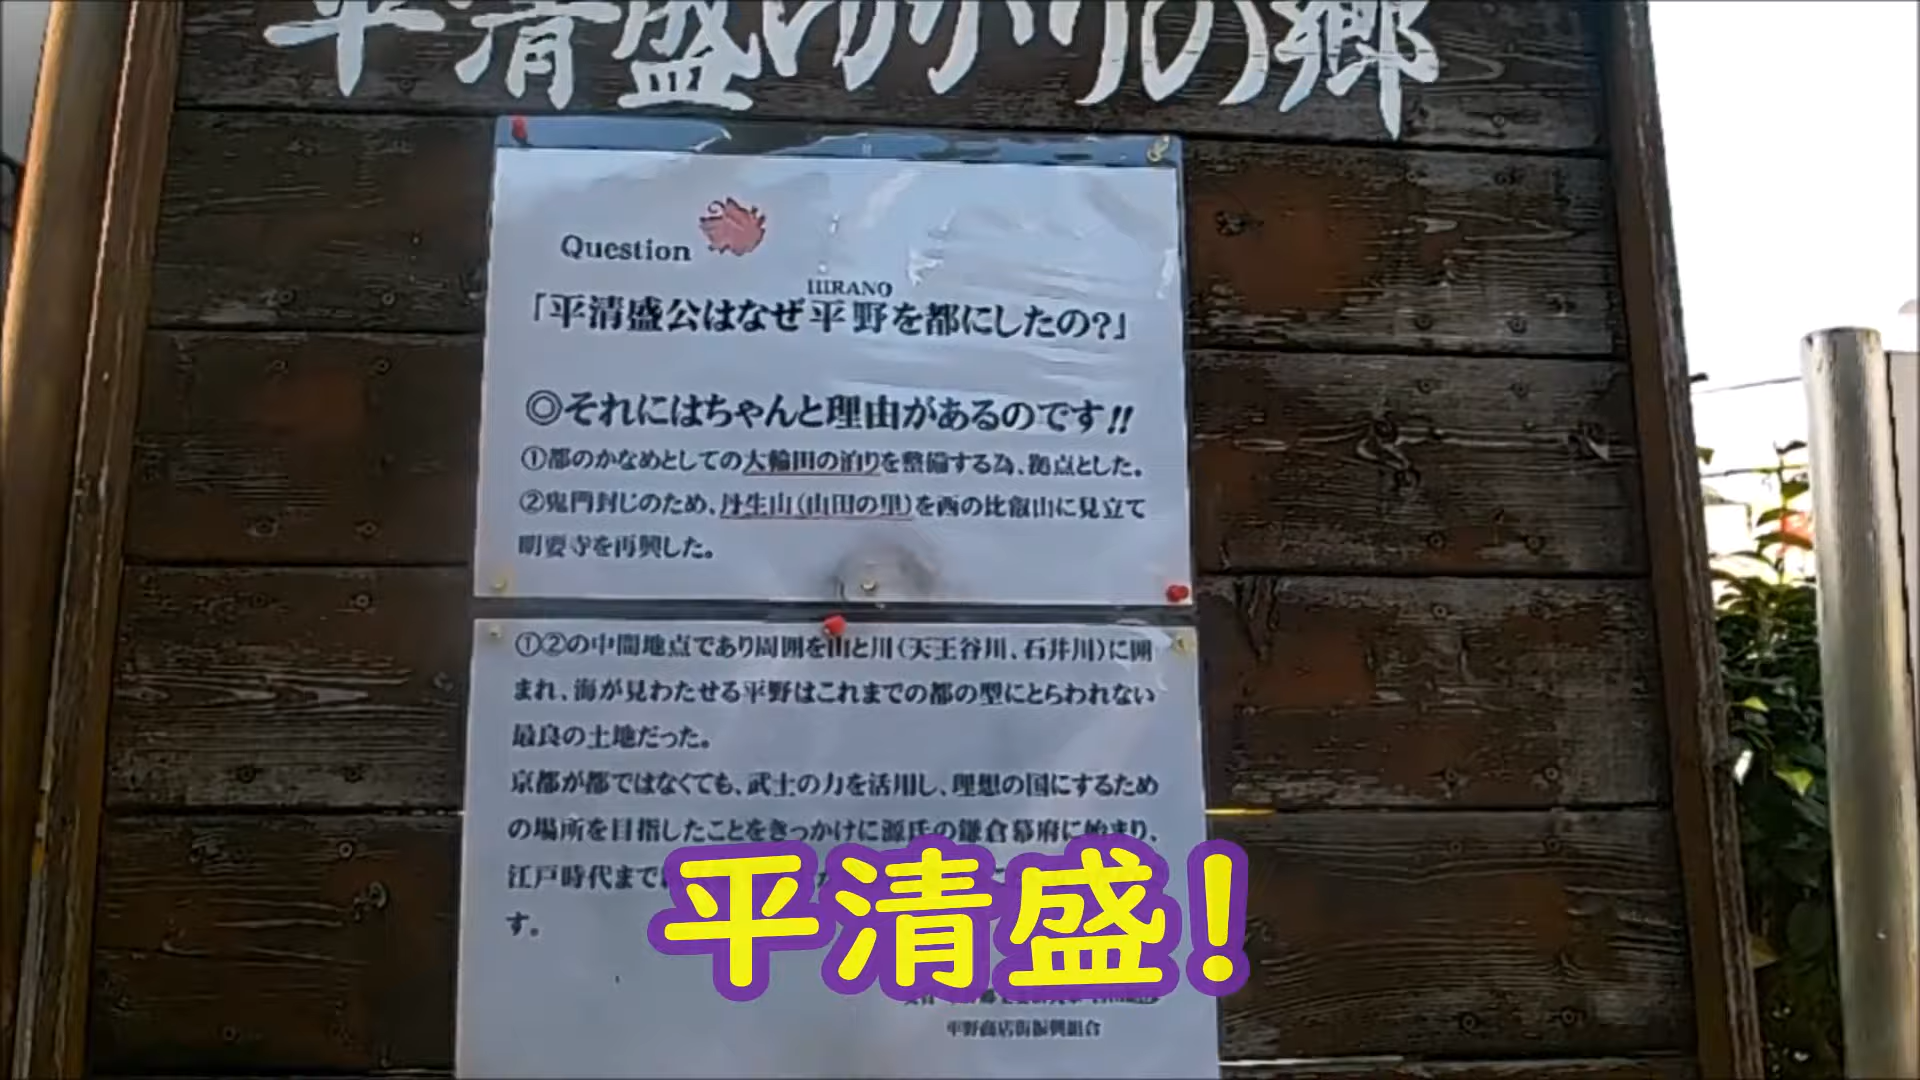 平清盛ゆかりの郷
Question
HIRANO
「平清盛公はなぜ平野を都にしたの?」
◎それにはちゃんと理由があるのです!!
①都のかなめとしての大輪田の泊りを整備する為、拠点とした。
②鬼門封じのため、丹生山(山田の里)を西の比叡山に見立て
明要寺を再興した。
①②の中間地点であり周囲を山と川(天王谷川、石井川)に囲
まれ、海が見わたせる平野はこれまでの都の型にとらわれない
最良の土地だった。
京都が都ではなくても、武士の力を活用し、理想の国にするため
の場所を目指したことをきっかけに源氏の鎌倉幕府に始まり、
江戸時代まで
す。
平清盛!
平野商店街振興組合